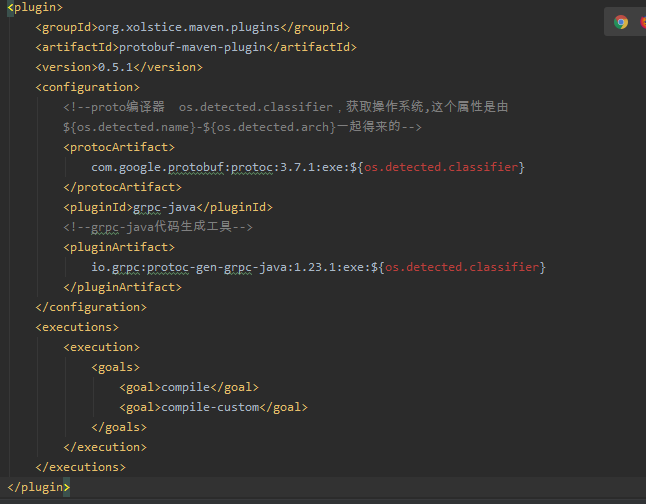 <plugin>
<groupId>org.xolstice.maven.plugins</groupId>
<artifactId>protobuf-maven-plugin</artifactId>
<version>0.5.1</version>
<configuration>
<!--proto编译器  os.detected.classifier，获取操作系统,这个属性是由
${os.detected.name}-${os.detected.arch}一起得来的-->
<protocArtifact>
com.google.protobuf:protoc:3.7.1:exe:${os.detected.classifier}
</protocArtifact>
<pluginId>grpc-java</pluginId>
<!--grpc-java代码生成工具-->
<pluginArtifact>
io.grpc:protoc-gen-grpc-java:1.23.1:exe:${os.detected.classifier}
</pluginArtifact>
</configuration>
<executions>
<execution>
<goals>
<goal>compile</goal>
<goal>compile-custom</goal>
</goals>
</execution>
</executions>
</plugin>